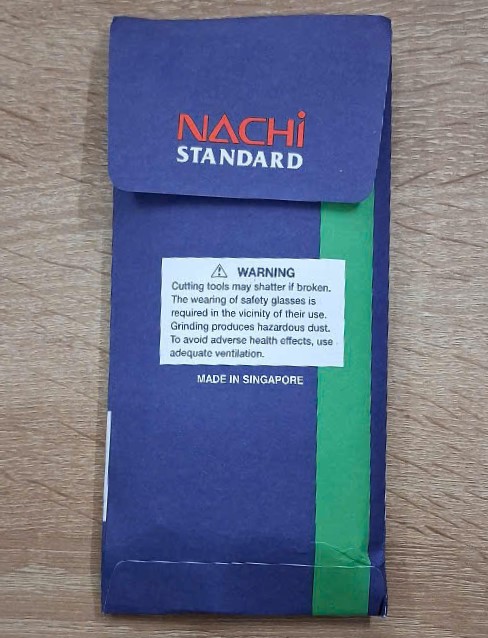 NACHi
STANDARD
⚠ WARNING
Cutting tools may shatter if broken.
The wearing of safety glasses is
required in the vicinity of their use.
Grinding produces hazardous dust.
To avoid adverse health effects, use
adequate ventilation.
MADE IN SINGAPORE